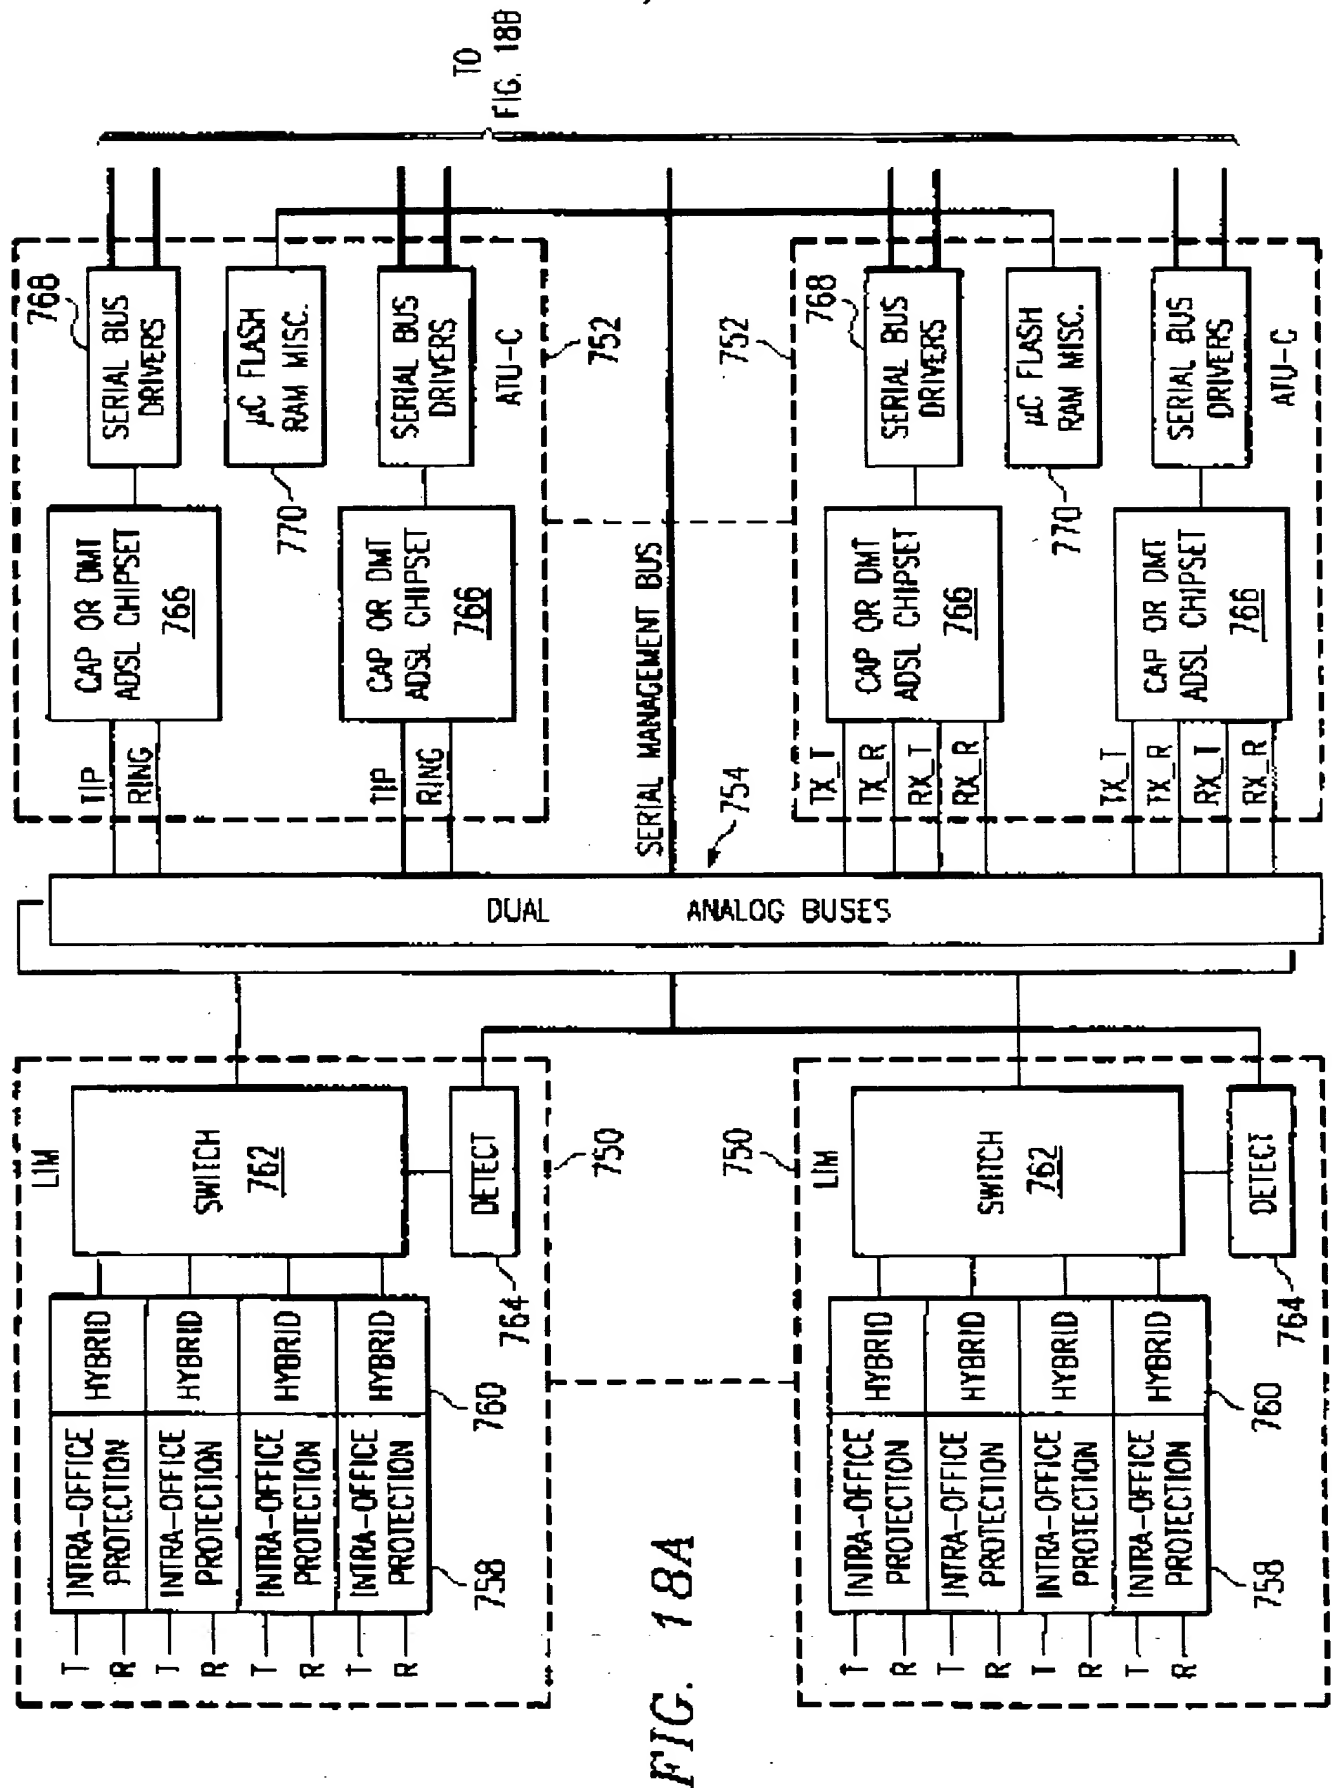 T
R
T
R
T
R
T
R
INTRA-OFFICE
PROTECTION
INTRA-OFFICE
PROTECTION
INTRA-OFFICE
PROTECTION
INTRA-OFFICE
PROTECTION
758
HYBRID
HYBRID
HYBRID
HYBRID
760
LIM
SWITCH
762
DETECT
764
750
TIP
RING
TIP
RING
CAP OR DMT
ADSL CHIPSET
766
CAP OR DMT
ADSL CHIPSET
766
768
SERIAL BUS
DRIVERS
770
µC FLASH
RAM MISC.
SERIAL BUS
DRIVERS
ATU-C
752
TO
FIG. 18B
DUAL ANALOG BUSES
SERIAL MANAGEMENT BUS
754
FIG. 18A
T
R
T
R
T
R
T
R
INTRA-OFFICE
PROTECTION
INTRA-OFFICE
PROTECTION
INTRA-OFFICE
PROTECTION
INTRA-OFFICE
PROTECTION
758
HYBRID
HYBRID
HYBRID
HYBRID
760
750
LIM
SWITCH
762
DETECT
764
TX_T
TX_R
RX_T
RX_R
TX_T
TX_R
RX_T
RX_R
752
CAP OR DMT
ADSL CHIPSET
766
CAP OR DMT
ADSL CHIPSET
766
768
SERIAL BUS
DRIVERS
770
µC FLASH
RAM MISC.
SERIAL BUS
DRIVERS
ATU-C